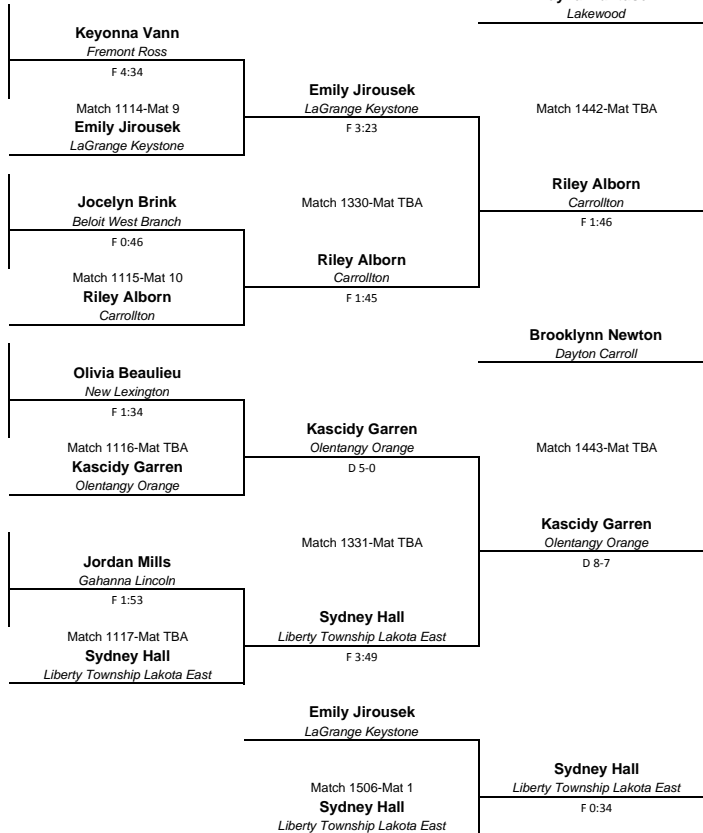 Lakewood
Keyonna Vann
Fremont Ross
F 4:34
Match 1114-Mat 9
Emily Jirousek
LaGrange Keystone
Emily Jirousek
LaGrange Keystone
F 3:23
Match 1442-Mat TBA
Jocelyn Brink
Beloit West Branch
F 0:46
Match 1115-Mat 10
Riley Alborn
Carrollton
Match 1330-Mat TBA
Riley Alborn
Carrollton
F 1:45
Riley Alborn
Carrollton
F 1:46
Brooklynn Newton
Dayton Carroll
Olivia Beaulieu
New Lexington
F 1:34
Match 1116-Mat TBA
Kascidy Garren
Olentangy Orange
Kascidy Garren
Olentangy Orange
D 5-0
Match 1443-Mat TBA
Jordan Mills
Gahanna Lincoln
F 1:53
Match 1117-Mat TBA
Sydney Hall
Liberty Township Lakota East
Match 1331-Mat TBA
Sydney Hall
Liberty Township Lakota East
F 3:49
Kascidy Garren
Olentangy Orange
D 8-7
Emily Jirousek
LaGrange Keystone
Match 1506-Mat 1
Sydney Hall
Liberty Township Lakota East
Sydney Hall
Liberty Township Lakota East
F 0:34